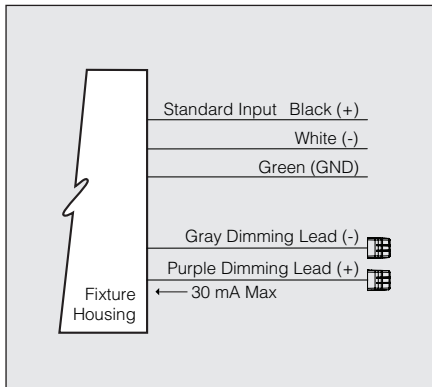 Standard Input Black (+)
White (-)
Green (GND)
Gray Dimming Lead (-)
Purple Dimming Lead (+)
30 mA Max
Fixture
Housing